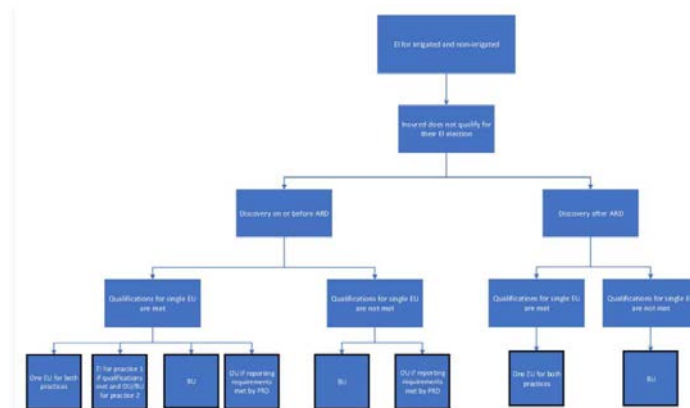 EI for irrigated and non-irrigated
Insured does not qualify for
their EI election
Discovery on or before ARD
Discovery after ARD
Qualifications for single EU
are met
Qualifications for single EU
are not met
Qualifications for single EU
are met
Qualifications for single E
are not met
One EU for both
practices
EI for practice 1
if qualifications
met and OU/BU
for practice 2
BU
OU if reporting
requirements
met by PRD
BU
OU if reporting
requirements
met by PRD
One EU for both
practices
BU